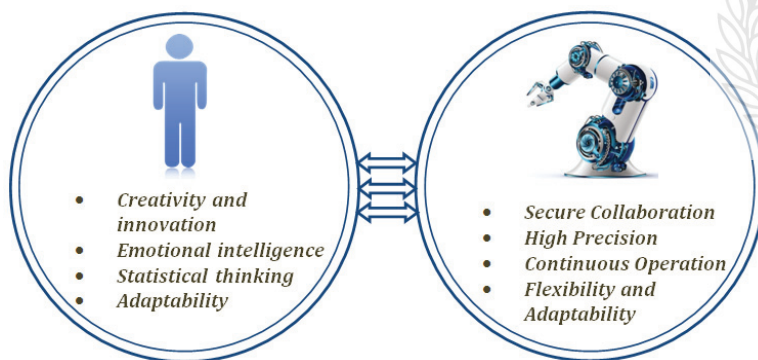 • Creativity and
innovation
• Emotional intelligence
• Statistical thinking
• Adaptability
• Secure Collaboration
• High Precision
• Continuous Operation
• Flexibility and
Adaptability